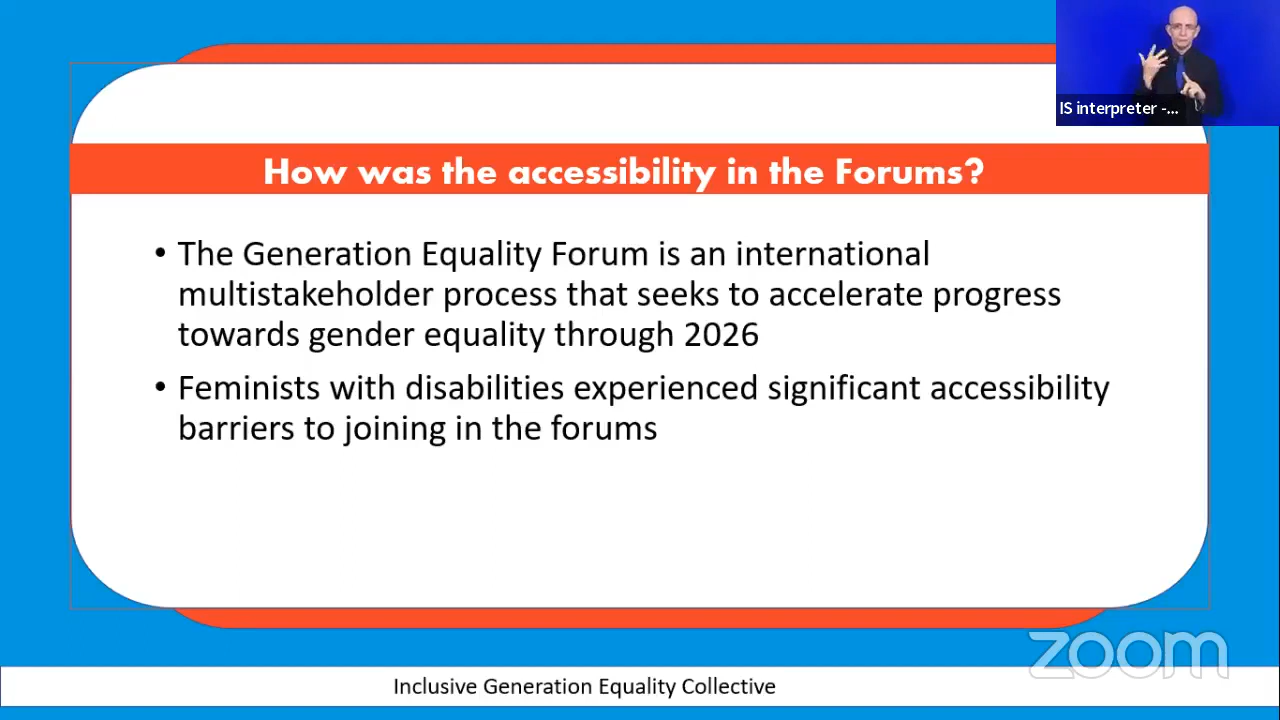 IS interpreter -...
How was the accessibility in the Forums?
• The Generation Equality Forum is an international
multistakeholder process that seeks to accelerate progress
towards gender equality through 2026
• Feminists with disabilities experienced significant accessibility
barriers to joining in the forums
zoom
Inclusive Generation Equality Collective